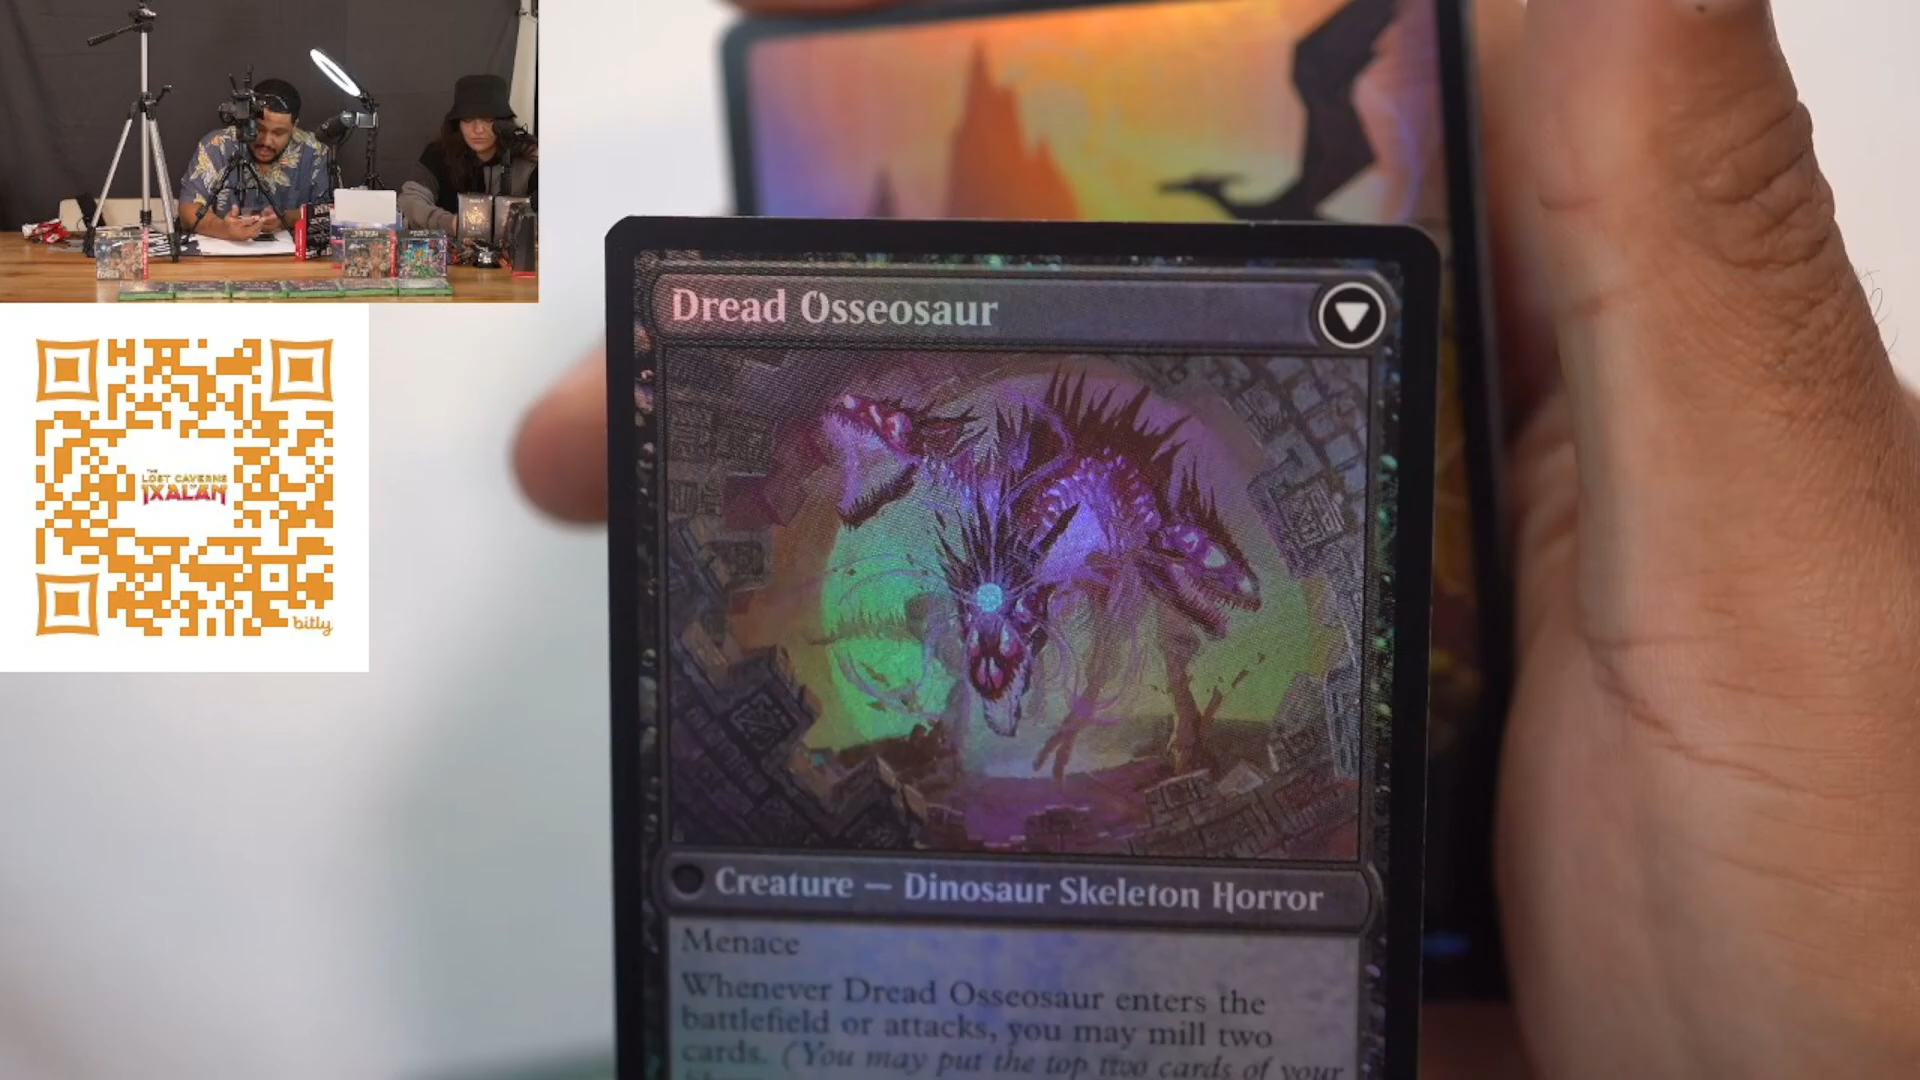 THE
LOST CAVERNS
OF
IXALAN
bitly
Dread Osseosaur
Creature — Dinosaur Skeleton Horror
Menace
Whenever Dread Osseosaur enters the
battlefield or attacks, you may mill two
cards. (You may put the top two cards of your